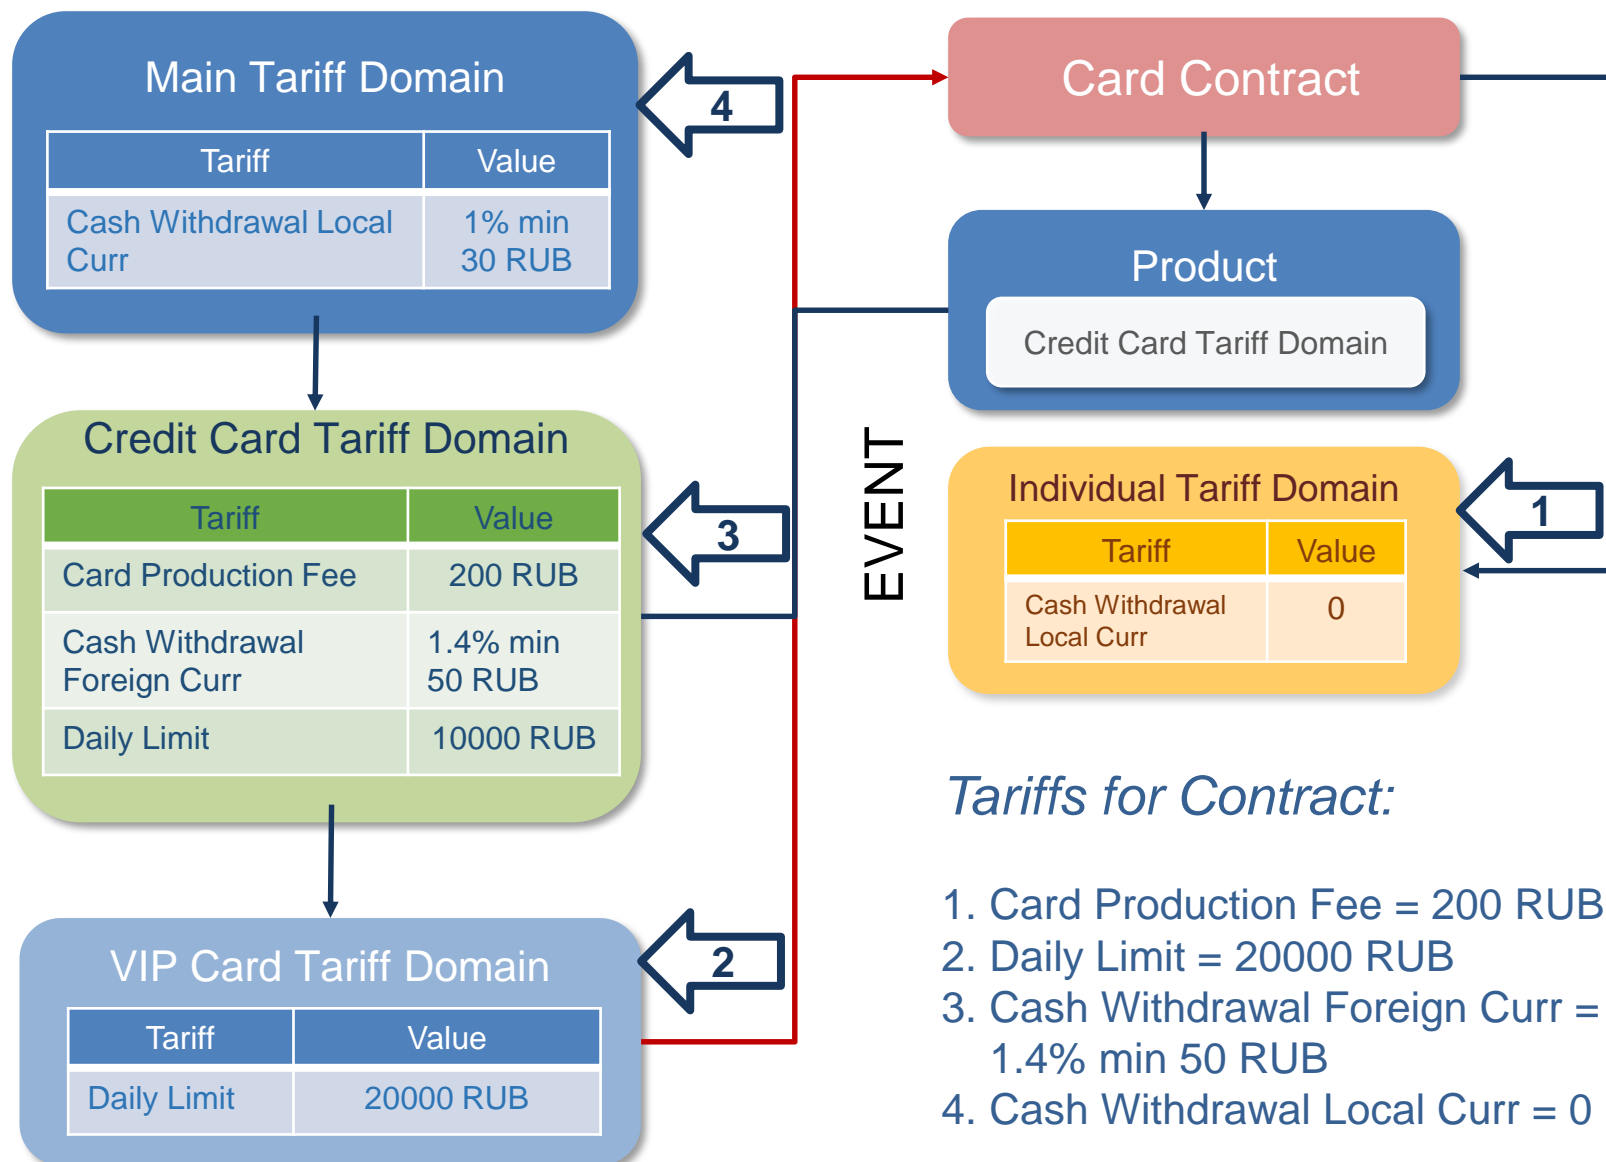 Main Tariff Domain
Tariff Value
Cash Withdrawal Local
Curr
1% min
30 RUB
4
Card Contract
Product
Credit Card Tariff Domain
Credit Card Tariff Domain
Tariff Value
Card Production Fee 200 RUB
Cash Withdrawal
Foreign Curr
1.4% min
50 RUB
Daily Limit 10000 RUB
3
EVENT
Individual Tariff Domain
Tariff Value
Cash Withdrawal
Local Curr
0
1
VIP Card Tariff Domain
Tariff Value
Daily Limit 20000 RUB
2
Tariffs for Contract:
1. Card Production Fee = 200 RUB
2. Daily Limit = 20000 RUB
3. Cash Withdrawal Foreign Curr =
1.4% min 50 RUB
4. Cash Withdrawal Local Curr = 0